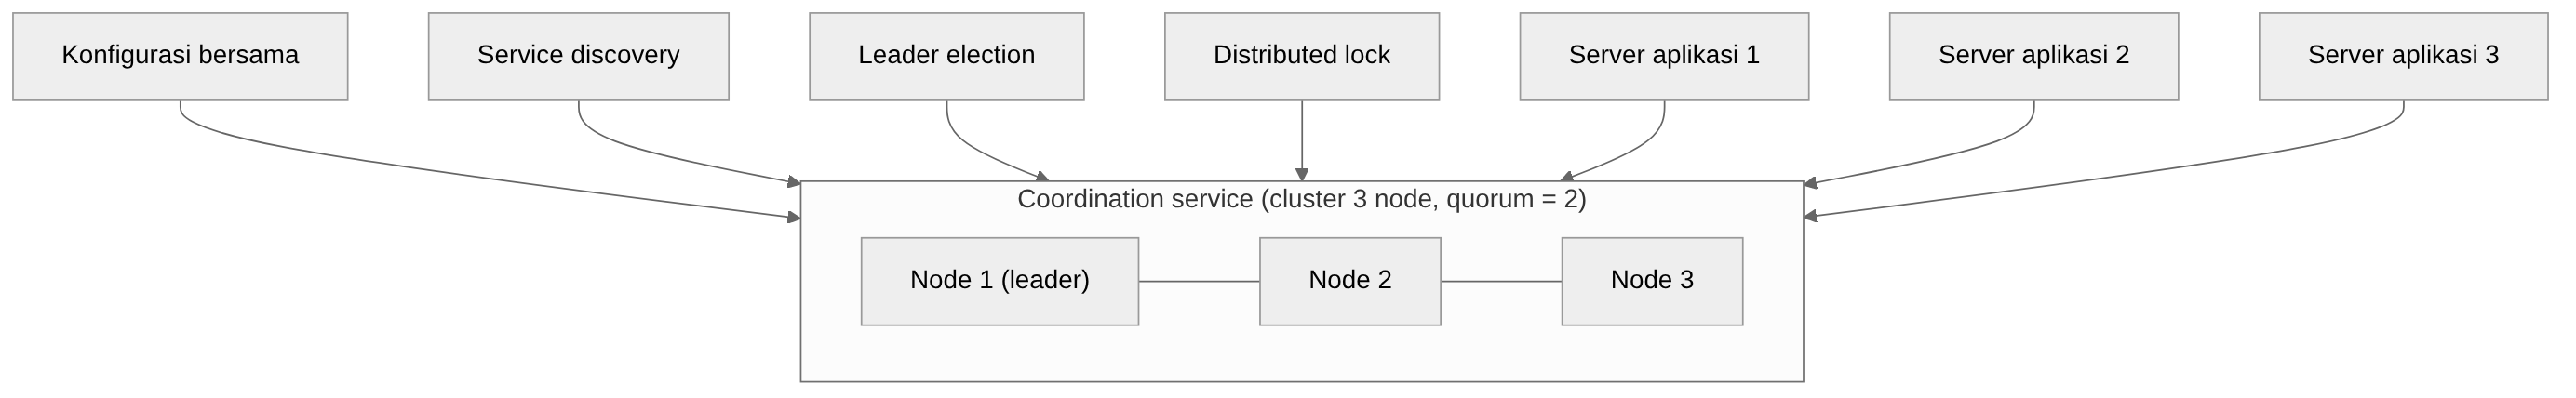 Konfigurasi bersama
Service discovery
Leader election
Distributed lock
Server aplikasi 1
Server aplikasi 2
Server aplikasi 3
Coordination service (cluster 3 node, quorum = 2)
Node 1 (leader)
Node 2
Node 3